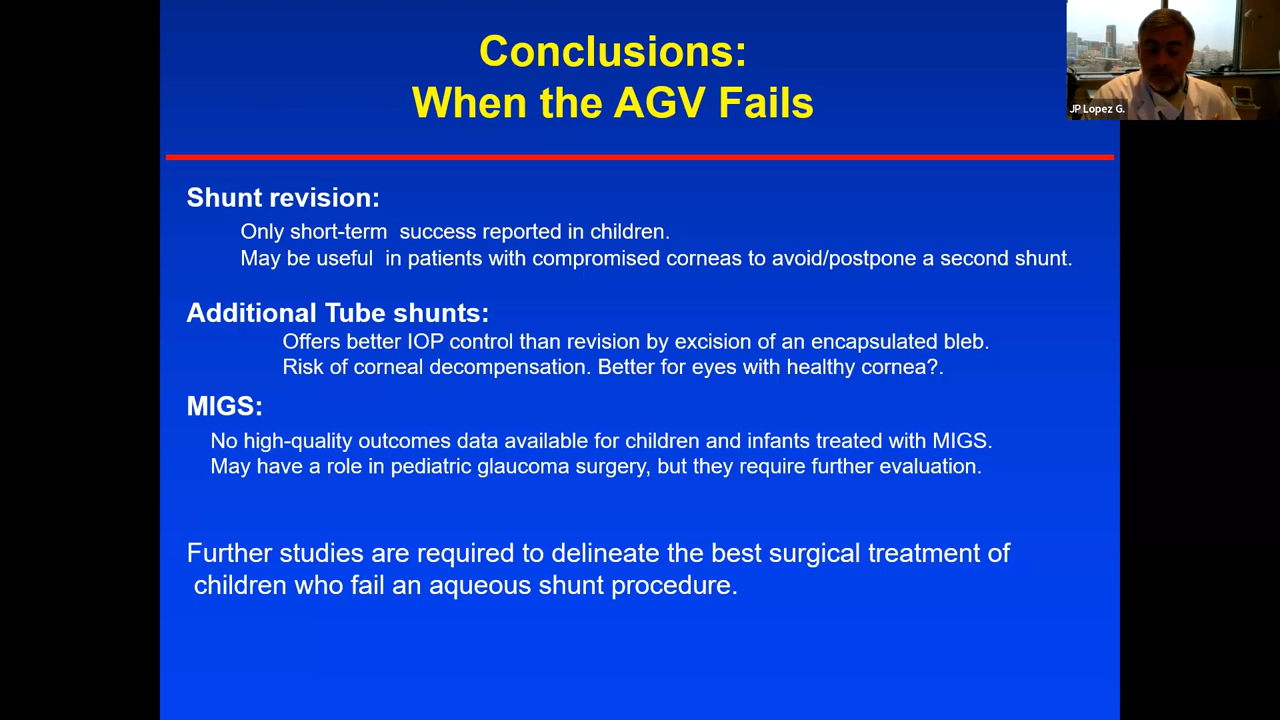 Conclusions:
When the AGV Fails
JP Lopez G.
Shunt revision:
Only short-term success reported in children.
May be useful in patients with compromised corneas to avoid/postpone a second shunt.
Additional Tube shunts:
Offers better IOP control than revision by excision of an encapsulated bleb.
Risk of corneal decompensation. Better for eyes with healthy cornea?.
MIGS:
No high-quality outcomes data available for children and infants treated with MIGS.
May have a role in pediatric glaucoma surgery, but they require further evaluation.
Further studies are required to delineate the best surgical treatment of
children who fail an aqueous shunt procedure.